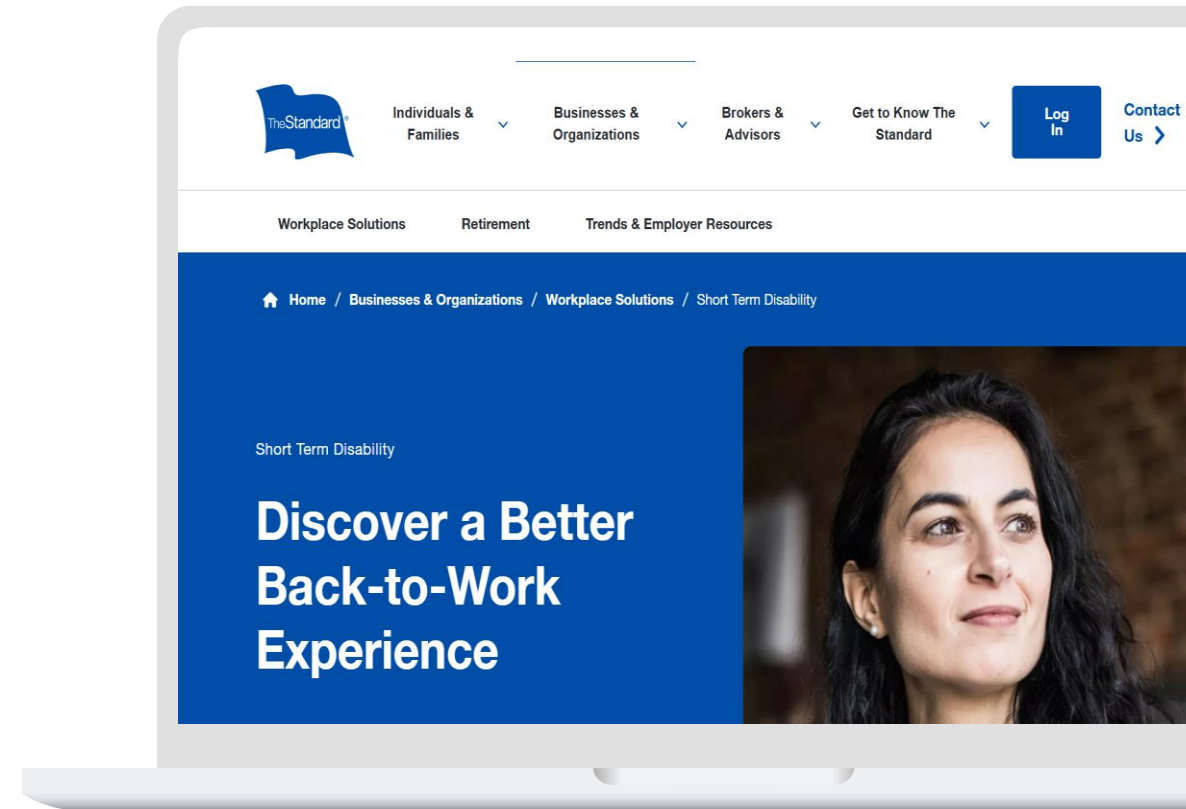 TheStandard®
Individuals &
Families
Businesses &
Organizations
Brokers &
Advisors
Get to Know The
Standard
Log
In
Contact
Us
Workplace Solutions
Retirement
Trends & Employer Resources
Home / Businesses & Organizations / Workplace Solutions / Short Term Disability
Short Term Disability
Discover a Better
Back-to-Work
Experience